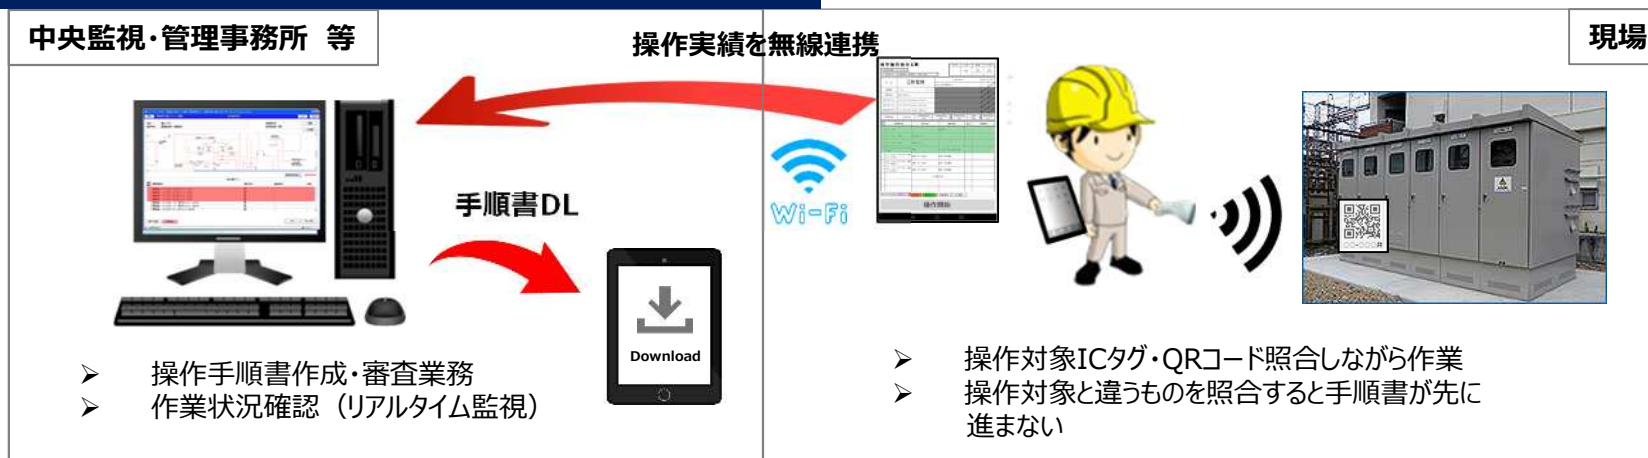 中央監視・管理事務所 等
操作実績を無線連携
現場
手順書DL
Wi-Fi
Download
操作開始
➢ 操作手順書作成・審査業務
➢ 作業状況確認（リアルタイム監視）
➢ 操作対象ICタグ・QRコード照合しながら作業
➢ 操作対象と違うものを照合すると手順書が先に
進まない